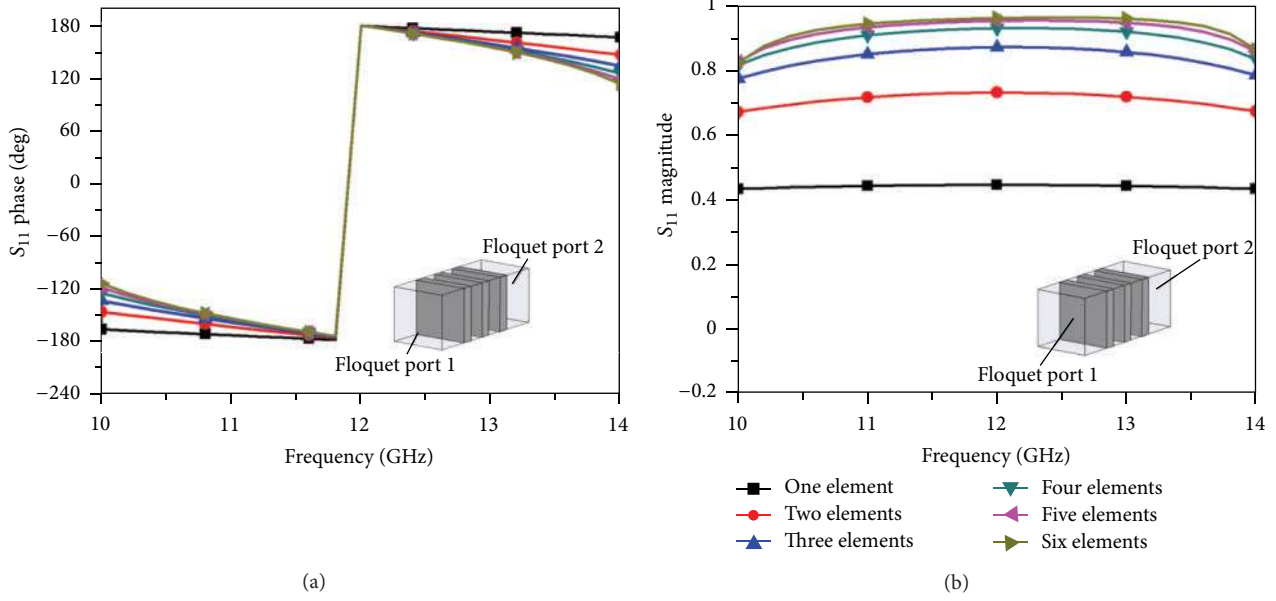 180
120
60
0
−60
−120
−180
−240
S11 phase (deg)
10
11
12
13
14
Frequency (GHz)
Floquet port 2
Floquet port 1
(a)
1
0.8
0.6
0.4
0.2
0
−0.2
S11 magnitude
10
11
12
13
14
Frequency (GHz)
Floquet port 2
Floquet port 1
One element
Two elements
Three elements
Four elements
Five elements
Six elements
(b)